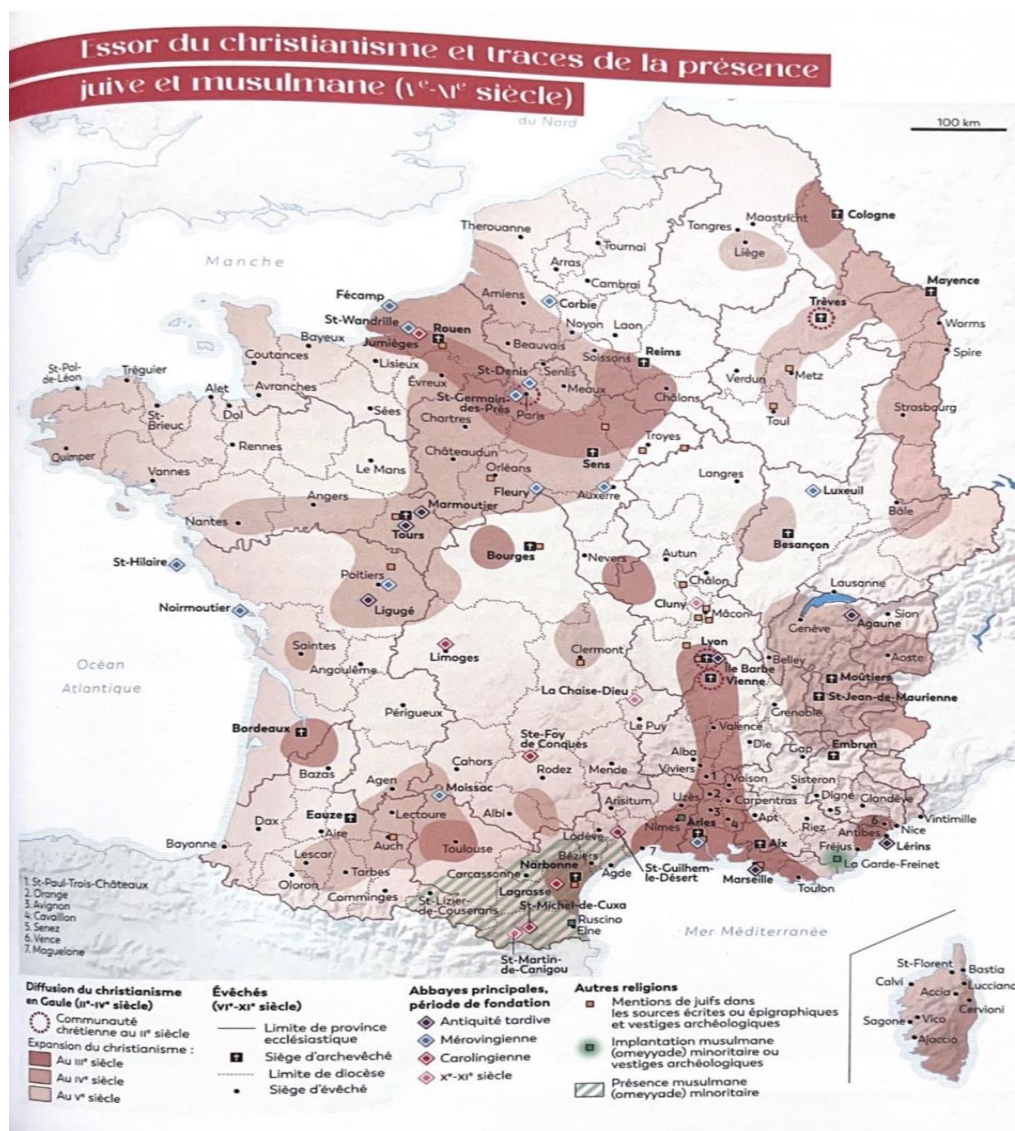 Essor du christianisme et traces de la présence
juive et musulmane (Ve-XIe siècle)
du Nord
100 km
Cologne
Maastricht
Tongres
Liège
Therouanne
Tournai
Arras
Cambrai
Manche
Mayence
Trèves
Fécamp
Amiens
Corbie
St-Wandrille
Rouen
Noyon
Laon
Worms
Jumièges
Beauvais
Bayeux
Lisieux
Soissons
Reims
Spire
Coutances
Évreux
St-Denis
Senlis
Meaux
Verdun
Metz
St-Pol-
de-Léon
Tréguier
Alet
Avranches
St-Germain
des-Prés
Paris
Châlons
St-
Brieuc
Dol
Sées
Chartres
Toul
Strasbourg
Quimper
Rennes
Châteaudun
Troyes
Le Mans
Orléans
Sens
Langres
Vannes
Fleury
Auxerre
Luxeuil
Angers
Marmoutier
Bâle
Nantes
Tours
Besançon
Bourges
Nevers
Autun
St-Hilaire
Poitiers
Châlon
Lausanne
Noirmoutier
Ligugé
Cluny
Mâcon
Sion
Genève
Agaune
Océan
Atlantique
Saintes
Limoges
Clermont
Lyon
Île Barbe
Belley
Aoste
Angoulême
Vienne
Moûtiers
La Chaise-Dieu
St-Jean-de-Maurienne
Périgueux
Grenoble
Bordeaux
Le Puy
Valence
Ste-Foy
de Conques
Die
Embrun
Bazas
Alba
Gap
Cahors
Mende
Viviers
Agen
Rodez
1
Vaison
Sisteron
Moissac
Arisitum
Uzès
2
Carpentras
Digne
Glandève
Eauze
Lectoure
Albi
3
5
Dax
Aire
Nîmes
Arles
4
Apt
Riez
6
Vintimille
Bayonne
Auch
Lodève
Antibes
Nice
Lescar
Toulouse
7
Aix
Fréjus
Lérins
Béziers
La Garde-Freinet
Tarbes
Carcassonne
Narbonne
Agde
St-Guilhem-
le-Désert
Marseille
Oloron
Toulon
Comminges
St-Lizier-
de-Couserans
Lagrasse
St-Michel-de-Cuxa
Ruscino
Elne
Mer Méditerranée
St-Martin-
de-Canigou
1. St-Paul-Trois-Châteaux
2. Orange
3. Avignon
4. Cavaillon
5. Senez
6. Vence
7. Maguelone
St-Florent
Bastia
Calvi
Lucciana
Accia
Cervioni
Sagone
Vico
Ajaccio
Diffusion du christianisme
en Gaule (IIe-IVe siècle)
Communauté
chrétienne au IIe siècle
Expansion du christianisme :
Au IIIe siècle
Au IVe siècle
Au Ve siècle
Évêchés
(VIe-XIe siècle)
Limite de province
ecclésiastique
Siège d'archevêché
Limite de diocèse
Siège d'évêché
Abbayes principales,
période de fondation
Antiquité tardive
Mérovingienne
Carolingienne
Xe-XIe siècle
Autres religions
Mentions de juifs dans
les sources écrites ou épigraphiques
et vestiges archéologiques
Implantation musulmane
(omeyyade) minoritaire ou
vestiges archéologiques
Présence musulmane
(omeyyade) minoritaire